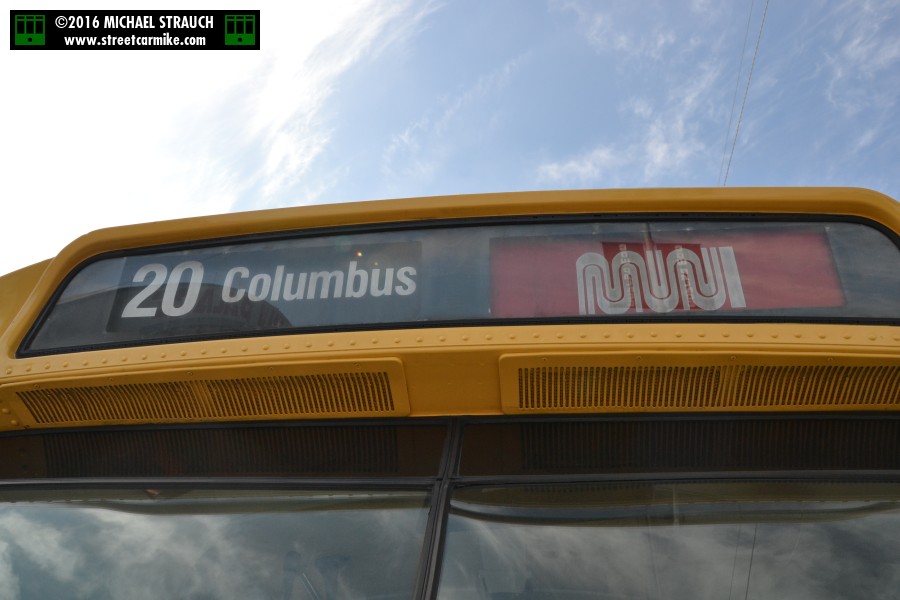 ©2016 MICHAEL STRAUCH
www.streetcarmike.com
20 Columbus
MUNI